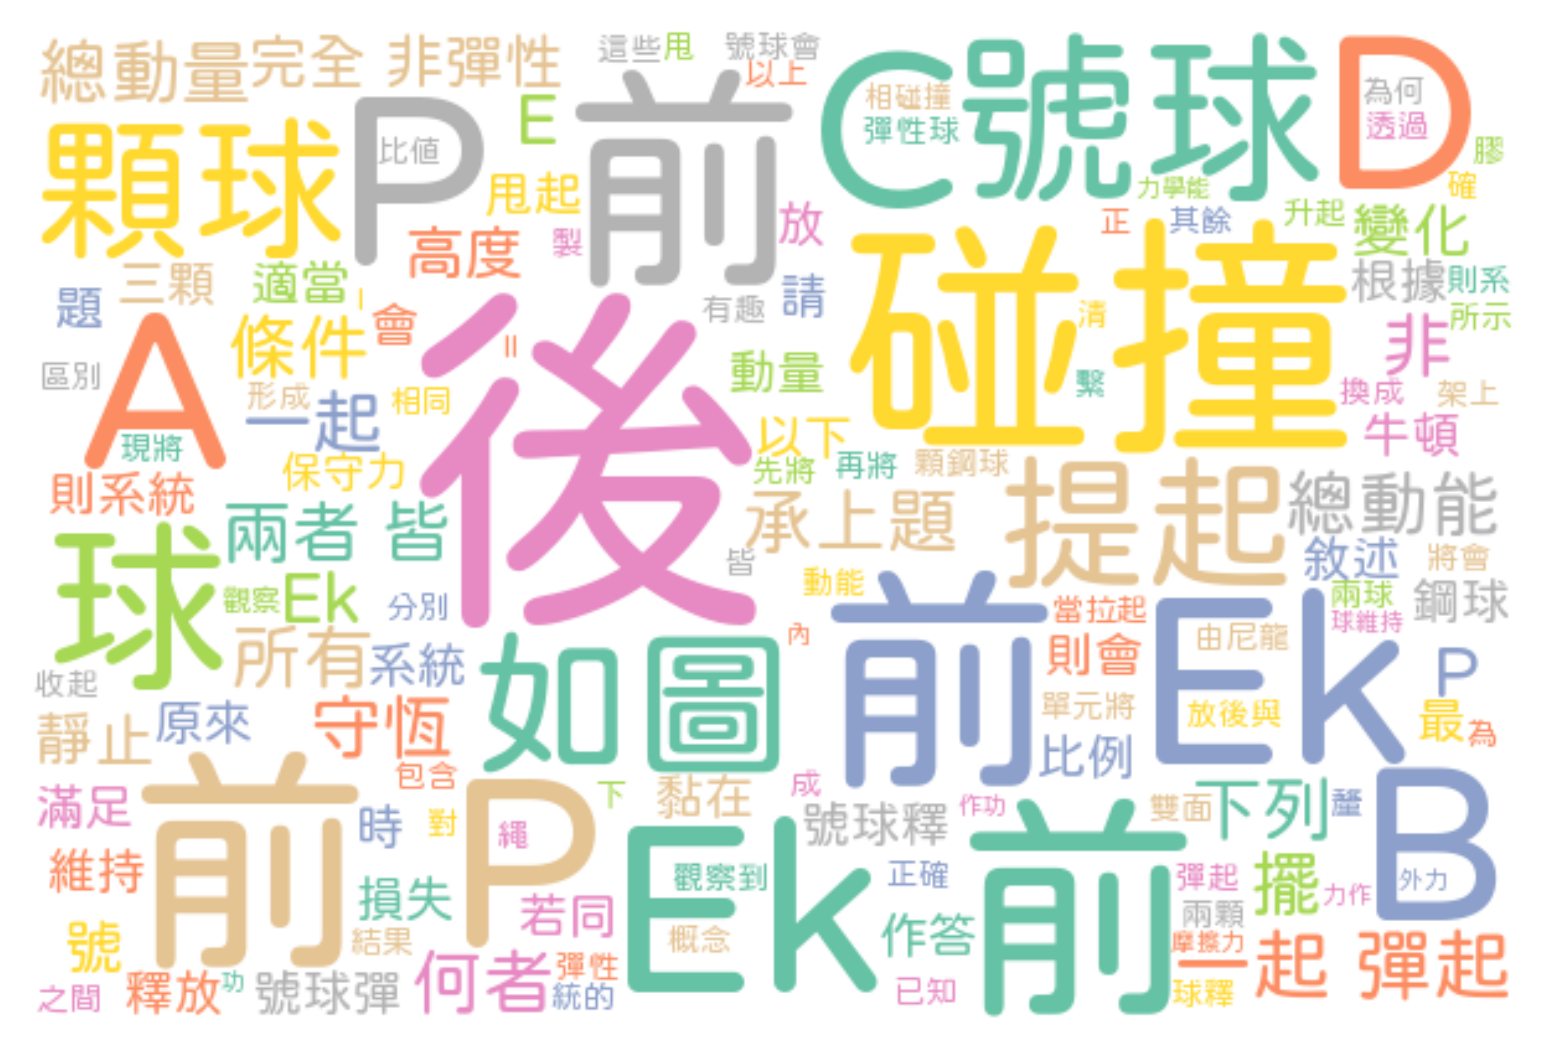 總動量
完全
非彈性
這些
甩
號球會
以上
C
號球
D
相碰撞
彈性球
為何
透過
膠
確
顆球
P
比值
E
前
甩起
製
放
高度
力學能
正
其餘
升起
變化
碰撞
三顆
適當
題
I
會
條件
有趣
請
清
根據
則系
所示
非
A
區別
形成
一起
相同
II
後
動量
繫
換成
架上
牛頓
現將
保守力
以下
先將
再將
顆鋼球
則系統
兩者
皆
承上題
提起
總動能
球
皆
觀察
Ek
分別
動能
敘述
將會
兩球
鋼球
球維持
前
Ek
當拉起
由尼龍
內
所有
系統
如圖
則會
P
收起
原來
守恆
單元將
放後與
最
為
靜止
比例
包含
前
P
下
黏在
成
滿足
時
對
繩
號球釋
作功
前
雙面
下列
釐
B
維持
Ek
觀察到
正確
彈起
擺
力作
外力
損失
若同
兩顆
號
結果
概念
作答
摩擦力
一起
彈起
何者
彈性
之間
釋放
功
號球彈
統的
已知
球釋